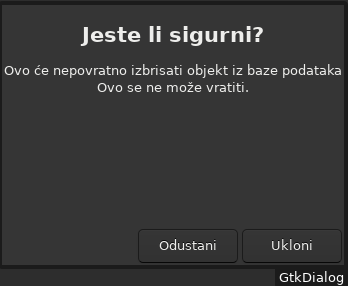 Jeste li sigurni?
Ovo će nepovratno izbrisati objekt iz baze podataka
Ovo se ne može vratiti.
Odustani
Ukloni
GtkDialog